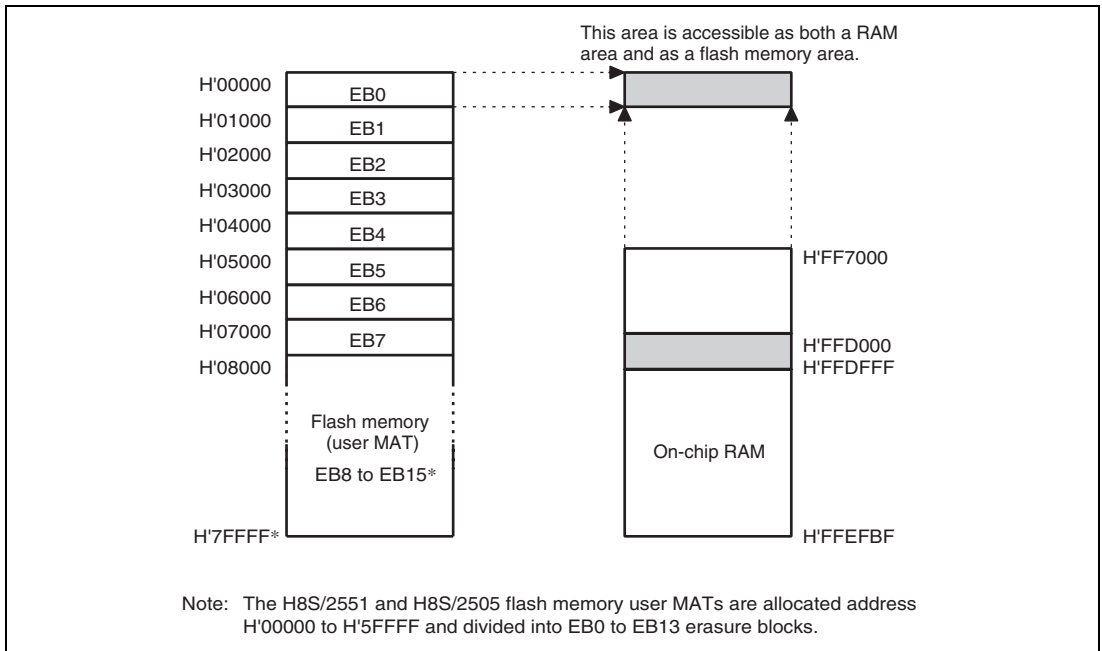 This area is accessible as both a RAM
area and as a flash memory area.
H'00000
EB0
H'01000
EB1
H'02000
EB2
H'03000
EB3
H'04000
EB4
H'05000
EB5
H'06000
EB6
H'07000
EB7
H'08000
Flash memory
(user MAT)
EB8 to EB15*
H'7FFFF*
H'FF7000
H'FFD000
H'FFDFFF
On-chip RAM
H'FFEFBF
Note: The H8S/2551 and H8S/2505 flash memory user MATs are allocated address
H'00000 to H'5FFFF and divided into EB0 to EB13 erasure blocks.